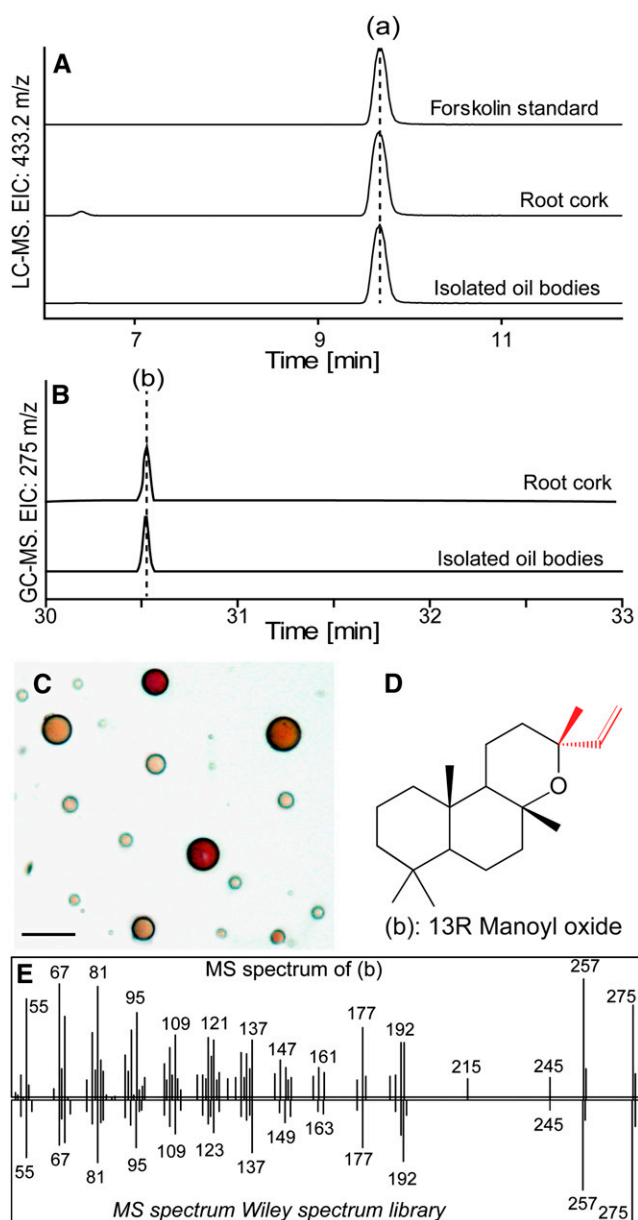 (a)
A
LC-MS. EIC: 433.2 m/z
Forskolin standard
Root cork
Isolated oil bodies
7 9 11
Time [min]
(b)
B
GC-MS. EIC: 275 m/z
Root cork
Isolated oil bodies
30 31 32 33
Time [min]
C
D
O
(b): 13R Manoyl oxide
E
MS spectrum of (b)
55 67 81 95 109 121 137 147 161 177 192 215 245 257 275
55 67 81 95 109 123 137 149 163 177 192 245 257 275
MS spectrum Wiley spectrum library